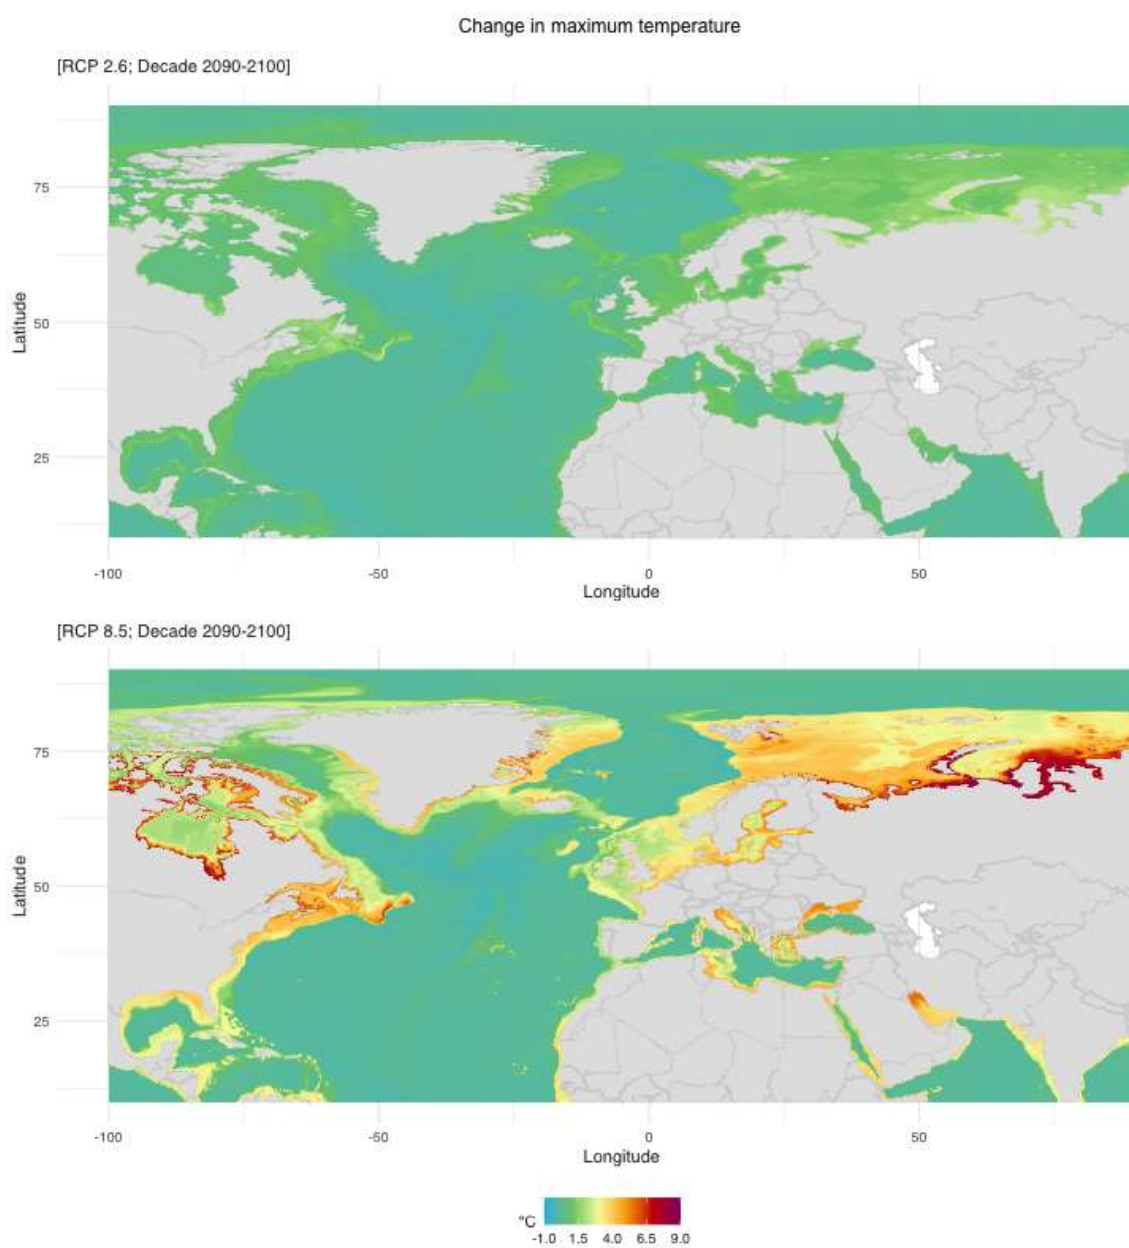 Change in maximum temperature
[RCP 2.6; Decade 2090-2100]
75
50
25
Latitude
-100 -50 0 50
Longitude
[RCP 8.5; Decade 2090-2100]
75
50
25
Latitude
-100 -50 0 50
Longitude
°C
-1.0 1.5 4.0 6.5 9.0